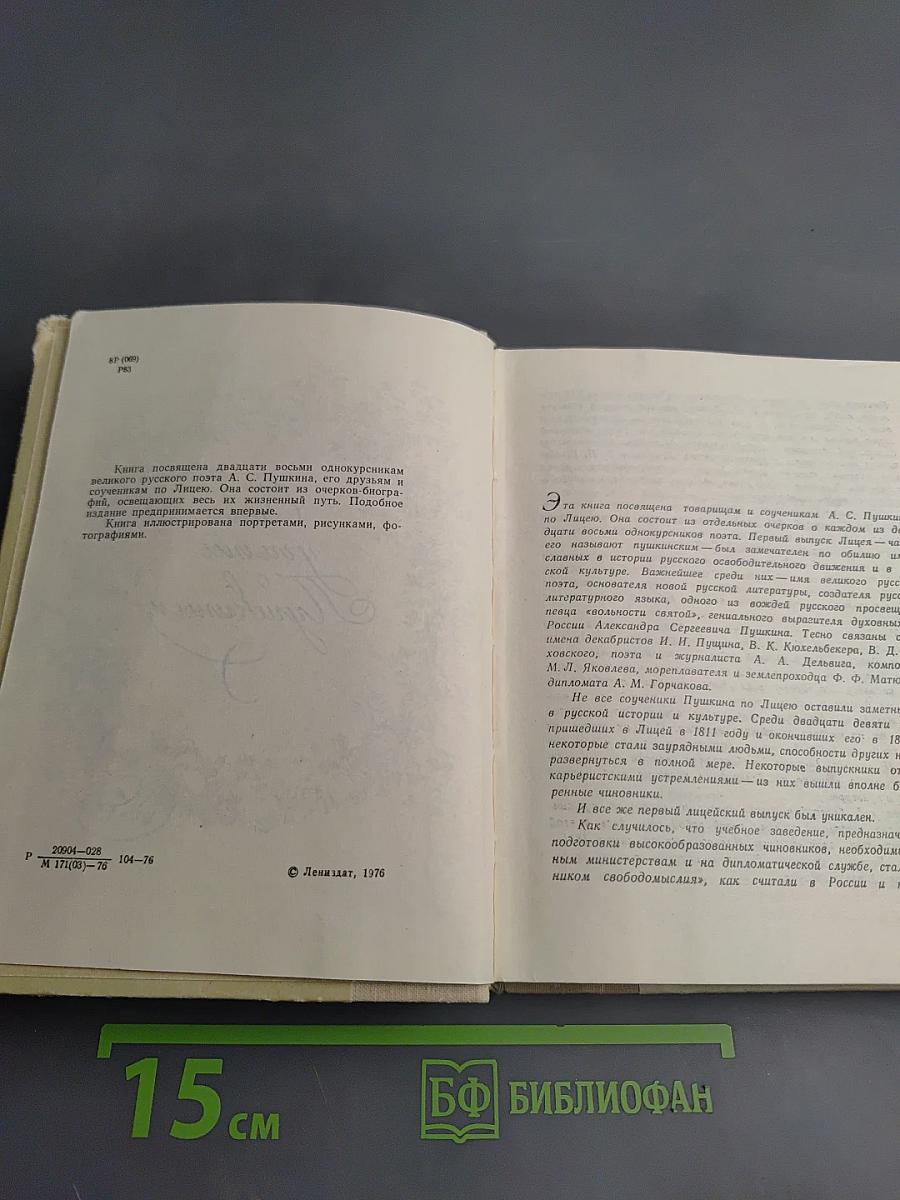 8Р (069)
Р83
Книга посвящена двадцати восьми однокурсникам
великого русского поэта А. С. Пушкина, его друзьям и
соученикам по Лицею. Она состоит из очерков-биогра-
фий, освещающих весь их жизненный путь. Подобное
издание предпринимается впервые.
Книга иллюстрирована портретами, рисунками, фо-
тографиями.
Р 20904—028 104—76
М 171(03)—76
© Лениздат, 1976
Эта книга посвящена товарищам и соученикам А. С. Пушки
по Лицею. Она состоит из отдельных очерков о каждом из дв
дцати восьми однокурсников поэта. Первый выпуск Лицея — ча
его называют пушкинским — был замечателен по обилию и
славных в истории русского освободительного движения и в
ской культуре. Важнейшее среди них — имя великого русс
поэта, основателя новой русской литературы, создателя рус
литературного языка, одного из вождей русского просвещ
певца «вольности святой», гениального выразителя духовных
России Александра Сергеевича Пушкина. Тесно связаны с
имена декабристов И. И. Пущина, В. К. Кюхельбекера, В. Д.
ховского, поэта и журналиста А. А. Дельвига, компо
М. Л. Яковлева, мореплавателя и землепроходца Ф. Ф. Матю
дипломата А. М. Горчакова.
Не все соученики Пушкина по Лицею оставили заметны
в русской истории и культуре. Среди двадцати девяти
пришедших в Лицей в 1811 году и окончивших его в 18
некоторые стали заурядными людьми, способности других н
развернуться в полной мере. Некоторые выпускники от
карьеристскими устремлениями — из них вышли вполне б
ренные чиновники.
И все же первый лицейский выпуск был уникален.
Как случилось, что учебное заведение, предназнач
подготовки высокообразованных чиновников, необходим
ным министерствам и на дипломатической службе, ста
ником свободомыслия», как считали в России и
15 см
БФ БИБЛИОФАН